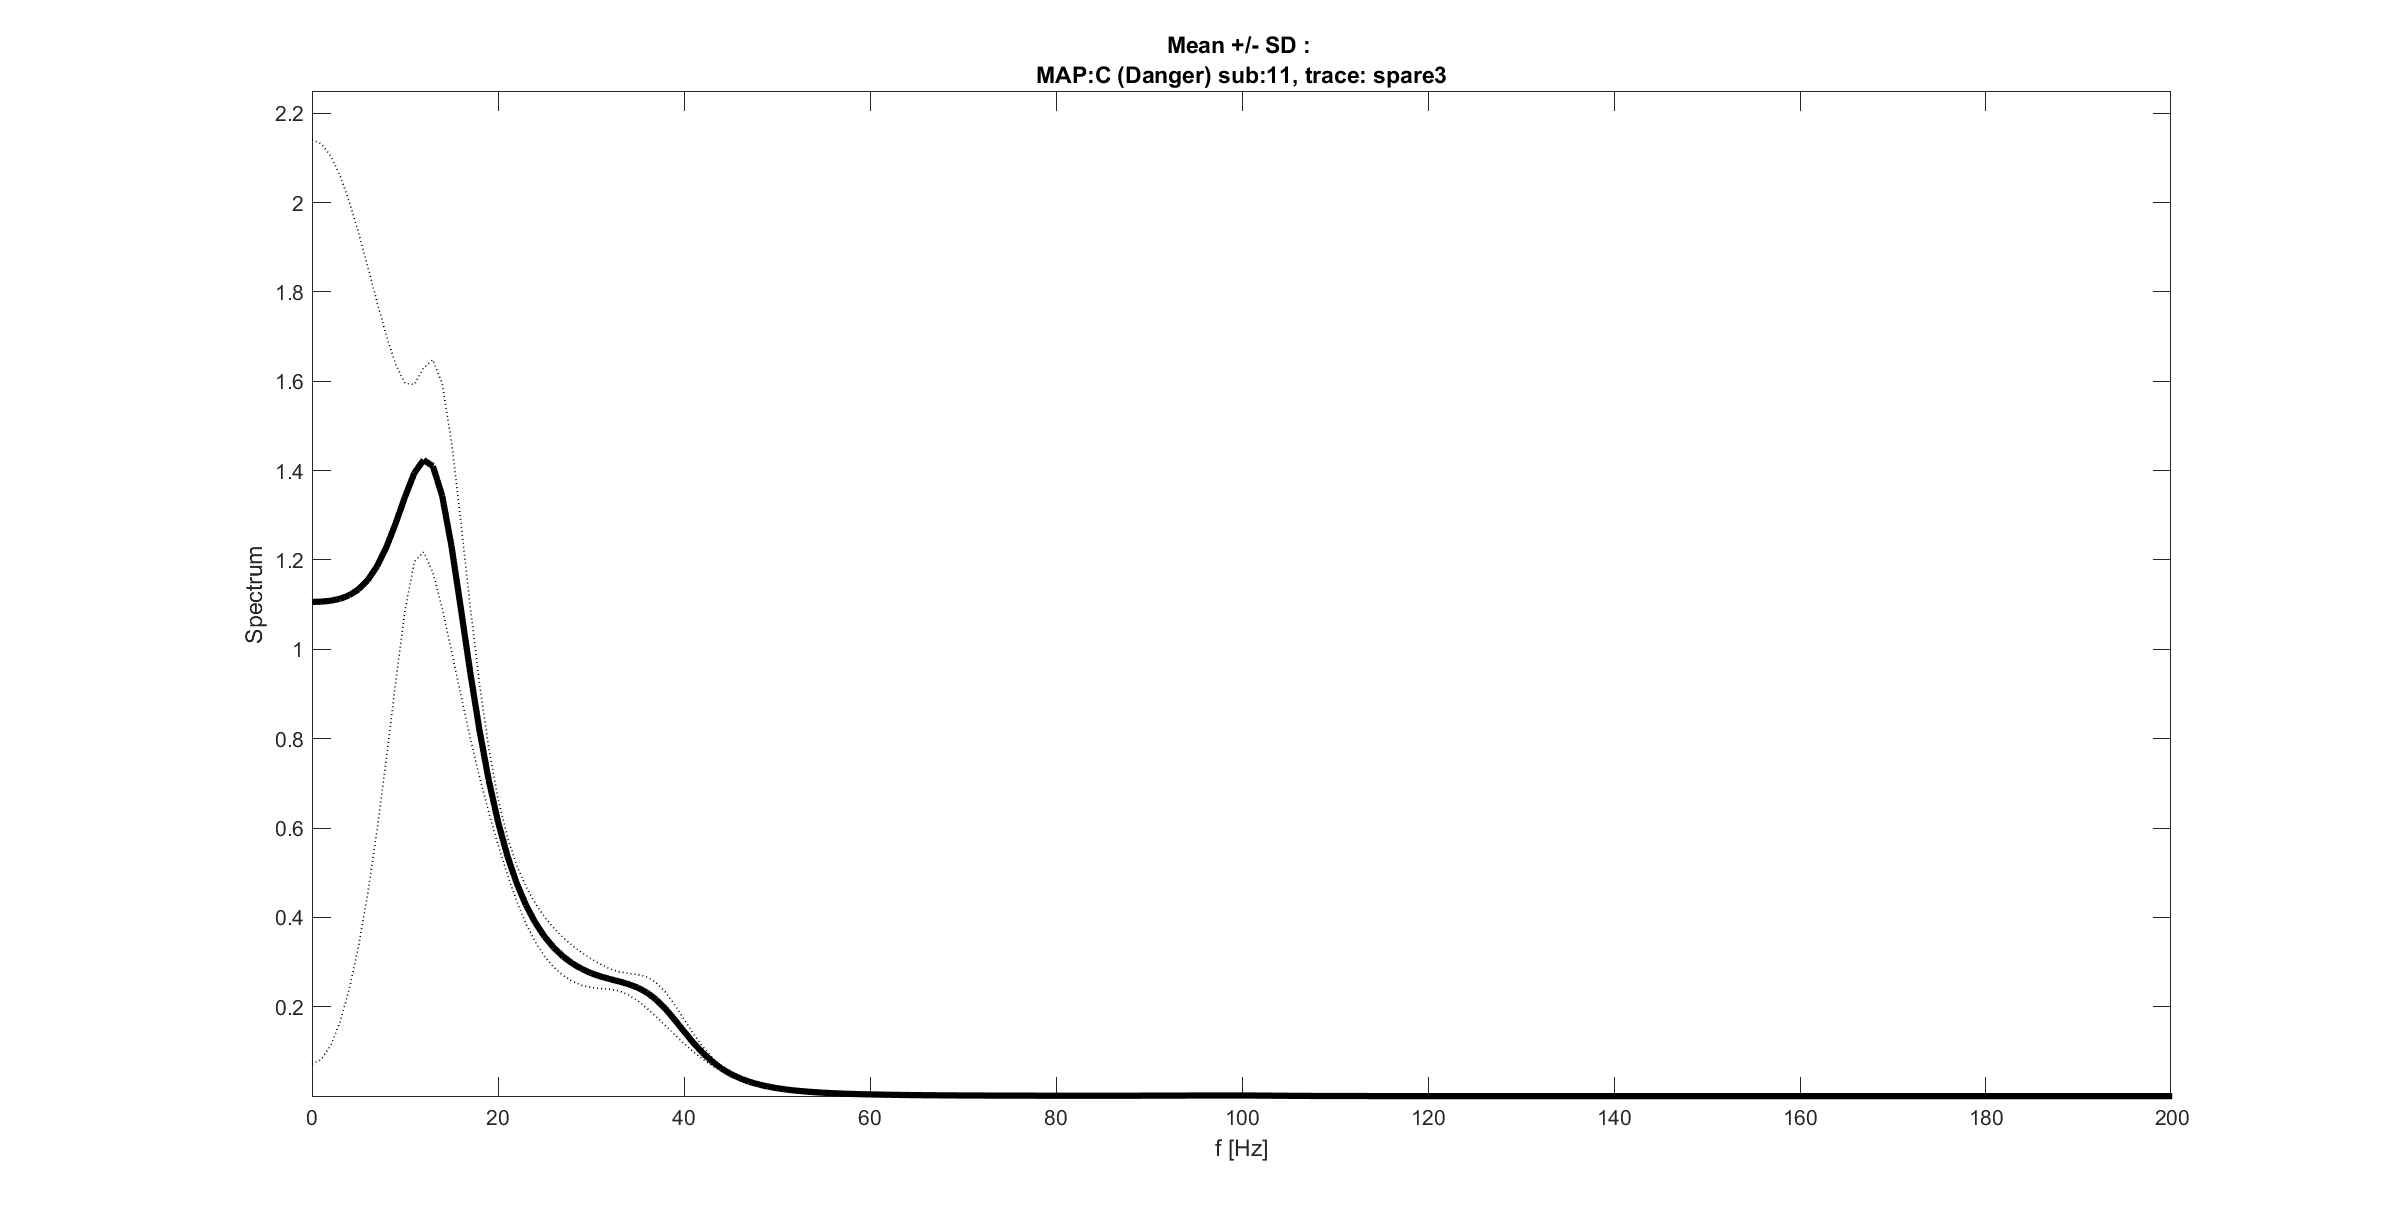 Mean +/- SD :
MAP:C (Danger) sub:11, trace: spare3
2.2
2
1.8
1.6
1.4
1.2
1
0.8
0.6
0.4
0.2
Spectrum
0 20 40 60 80 100 120 140 160 180 200
f [Hz]